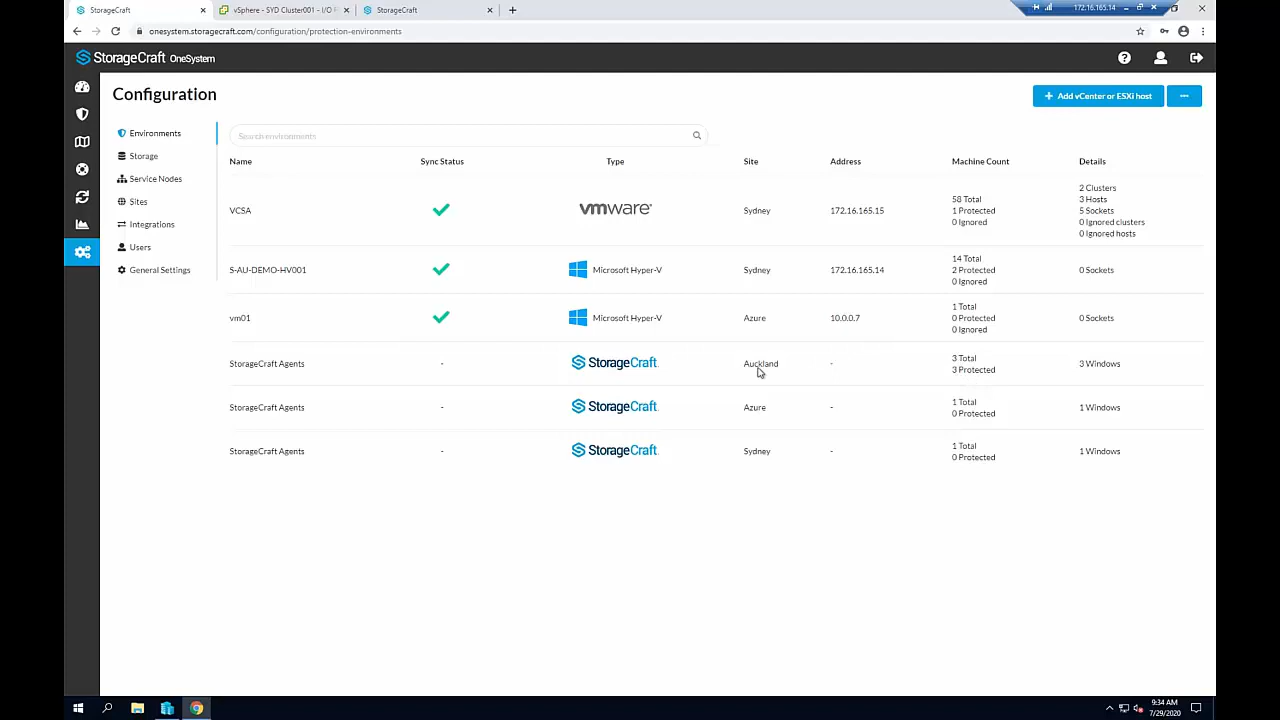 StorageCraft
vSphere - SYD Cluster001 - I/O
StorageCraft
172.16.165.14
onesystem.storagecraft.com/configuration/protection-environments
StorageCraft OneSystem
Configuration
+ Add vCenter or ESXi host
Environments
Storage
Service Nodes
Sites
Integrations
Users
General Settings
Search environments
Name Sync Status Type Site Address Machine Count Details
VCSA vmware Sydney 172.16.165.15
58 Total
1 Protected
0 Ignored
2 Clusters
3 Hosts
5 Sockets
0 Ignored clusters
0 Ignored hosts
S-AU-DEMO-HV001 Microsoft Hyper-V Sydney 172.16.165.14
14 Total
2 Protected
0 Ignored
0 Sockets
vm01 Microsoft Hyper-V Azure 10.0.0.7
1 Total
0 Protected
0 Ignored
0 Sockets
StorageCraft Agents - StorageCraft Auckland -
3 Total
3 Protected
3 Windows
StorageCraft Agents - StorageCraft Azure -
1 Total
0 Protected
1 Windows
StorageCraft Agents - StorageCraft Sydney -
1 Total
0 Protected
1 Windows
9:34 AM
7/29/2020